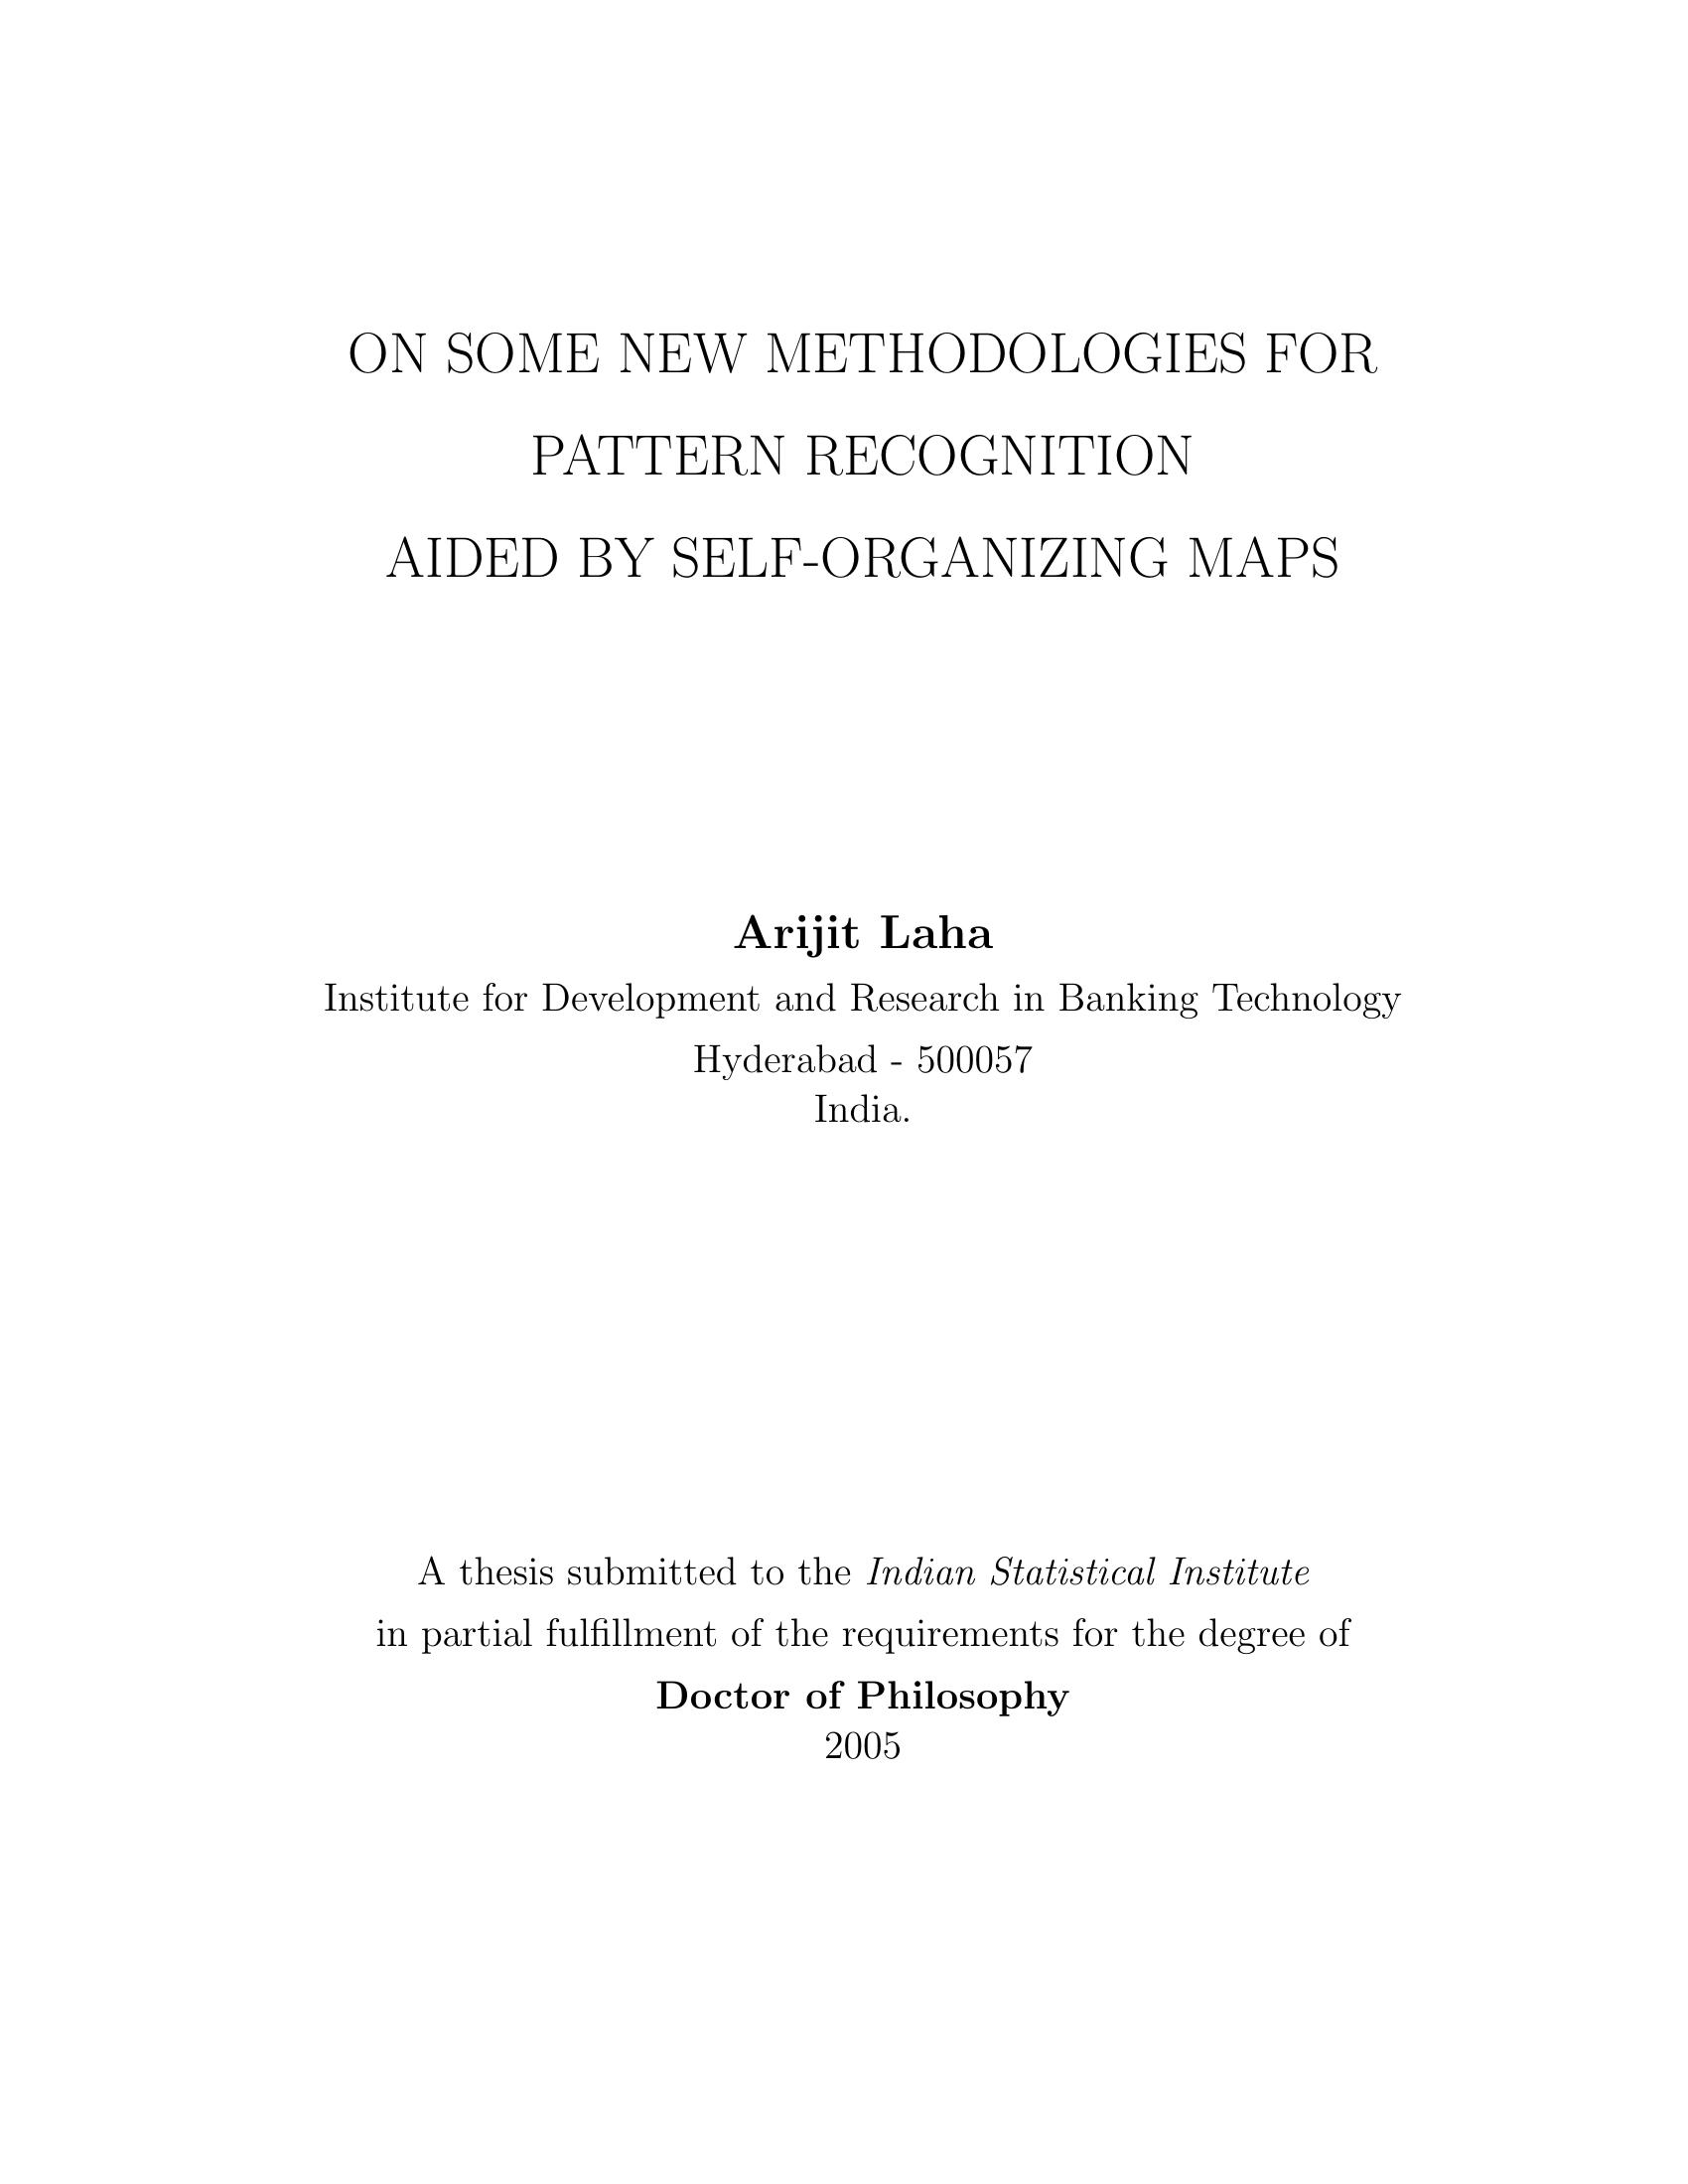 ON SOME NEW METHODOLOGIES FOR
PATTERN RECOGNITION
AIDED BY SELF-ORGANIZING MAPS
Arijit Laha
Institute for Development and Research in Banking Technology
Hyderabad - 500057
India.
A thesis submitted to the Indian Statistical Institute
in partial fulfillment of the requirements for the degree of
Doctor of Philosophy
2005